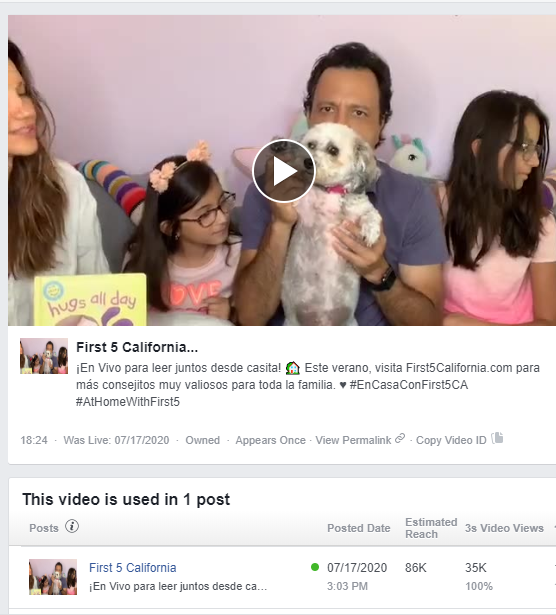 hugs all day
LOVE
First 5 California...
¡En Vivo para leer juntos desde casita! 🏡 Este verano, visita First5California.com para
más consejitos muy valiosos para toda la familia. ♥ #EnCasaConFirst5CA
#AtHomeWithFirst5
18:24 · Was Live: 07/17/2020 · Owned · Appears Once · View Permalink · Copy Video ID
This video is used in 1 post
Posts Posted Date Estimated Reach 3s Video Views
First 5 California 07/17/2020 86K 35K
¡En Vivo para leer juntos desde ca... 3:03 PM 100%